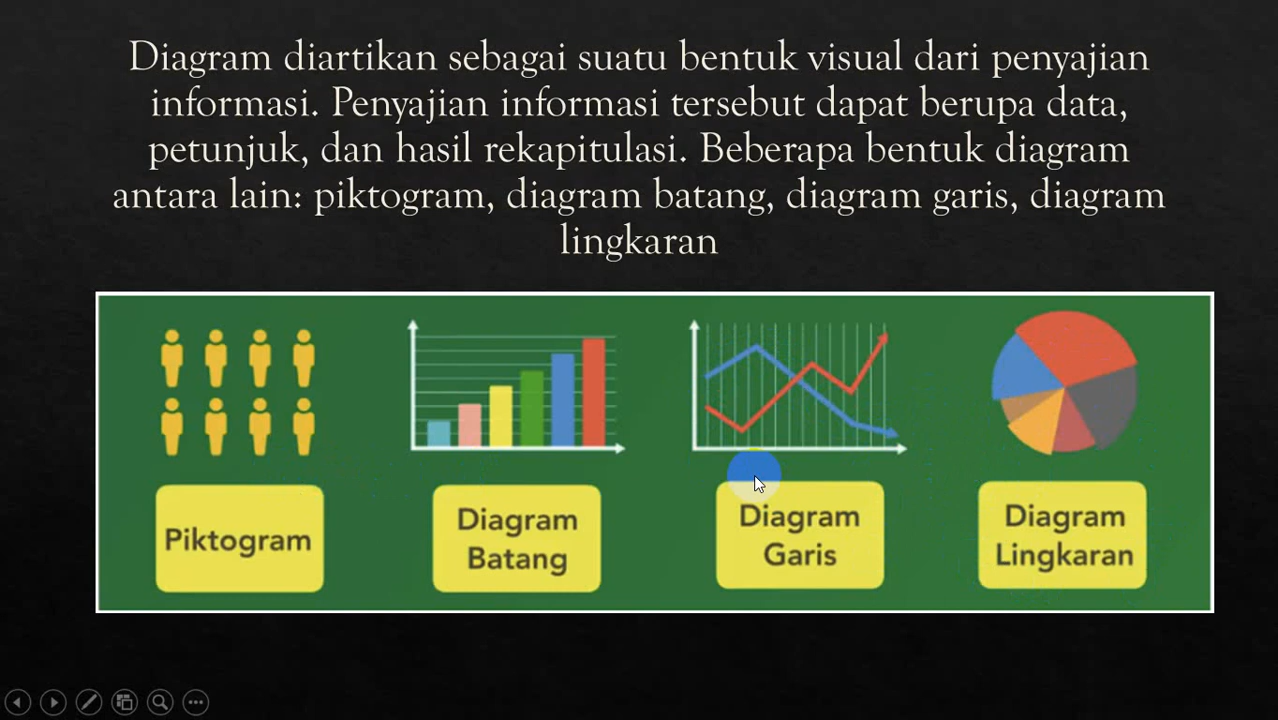 Diagram diartikan sebagai suatu bentuk visual dari penyajian
informasi. Penyajian informasi tersebut dapat berupa data,
petunjuk, dan hasil rekapitulasi. Beberapa bentuk diagram
antara lain: piktogram, diagram batang, diagram garis, diagram
lingkaran
Piktogram
Diagram
Batang
Diagram
Garis
Diagram
Lingkaran